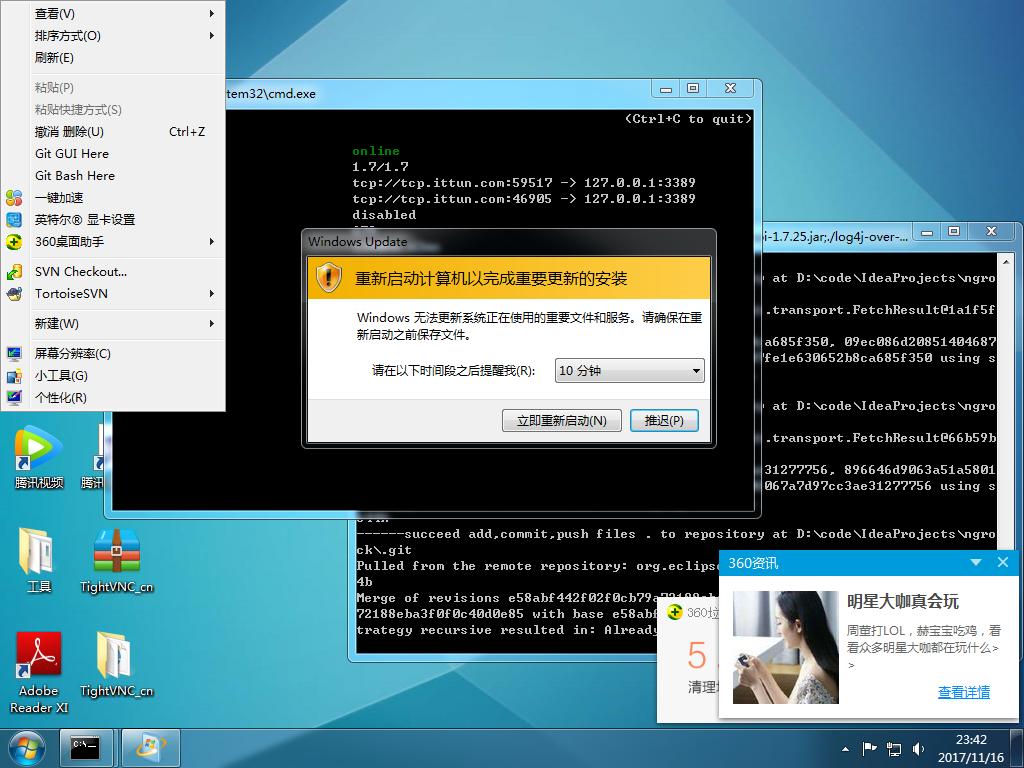 查看(V)
排序方式(O)
刷新(E)
粘贴(P)
粘贴快捷方式(S)
撤消 删除(U) Ctrl+Z
Git GUI Here
Git Bash Here
一键加速
英特尔® 显卡设置
360桌面助手
SVN Checkout...
TortoiseSVN
新建(W)
屏幕分辨率(C)
小工具(G)
个性化(R)
tem32\cmd.exe
(Ctrl+C to quit)
online
1.7/1.7
tcp://tcp.ittun.com:59517 -> 127.0.0.1:3389
tcp://tcp.ittun.com:46905 -> 127.0.0.1:3389
disabled
Windows Update
重新启动计算机以完成重要更新的安装
Windows 无法更新系统正在使用的重要文件和服务。请确保在重
新启动之前保存文件。
请在以下时间段之后提醒我(R):
10 分钟
立即重新启动(N)
推迟(P)
pi-1.7.25.jar;./log4j-over-...
at D:\code\IdeaProjects\ngro
.transport.FetchResult@1a1f5f
a685f350, 09ec086d20851404687
fe1e630652b8ca685f350 using s
at D:\code\IdeaProjects\ngro
.transport.FetchResult@66b59b
31277756, 896646d9063a51a5801
067a7d97cc3ae31277756 using s
------succeed add,commit,push files . to repository at D:\code\IdeaProjects\ngro
ck\.git
Pulled from the remote repository: org.eclips
4b
Merge of revisions e58abf442f02f0cb79a72188eb
72188eba3f0f0c40d0e85 with base e58abf
trategy recursive resulted in: Already
腾讯视频
腾讯
工具
TightVNC_cn
Adobe
Reader XI
TightVNC_cn
360垃
5
清理垃
360资讯
明星大咖真会玩
周董打LOL，赫宝宝吃鸡，看
看众多明星大咖都在玩什么>
>
查看详情
C:\
23:42
2017/11/16